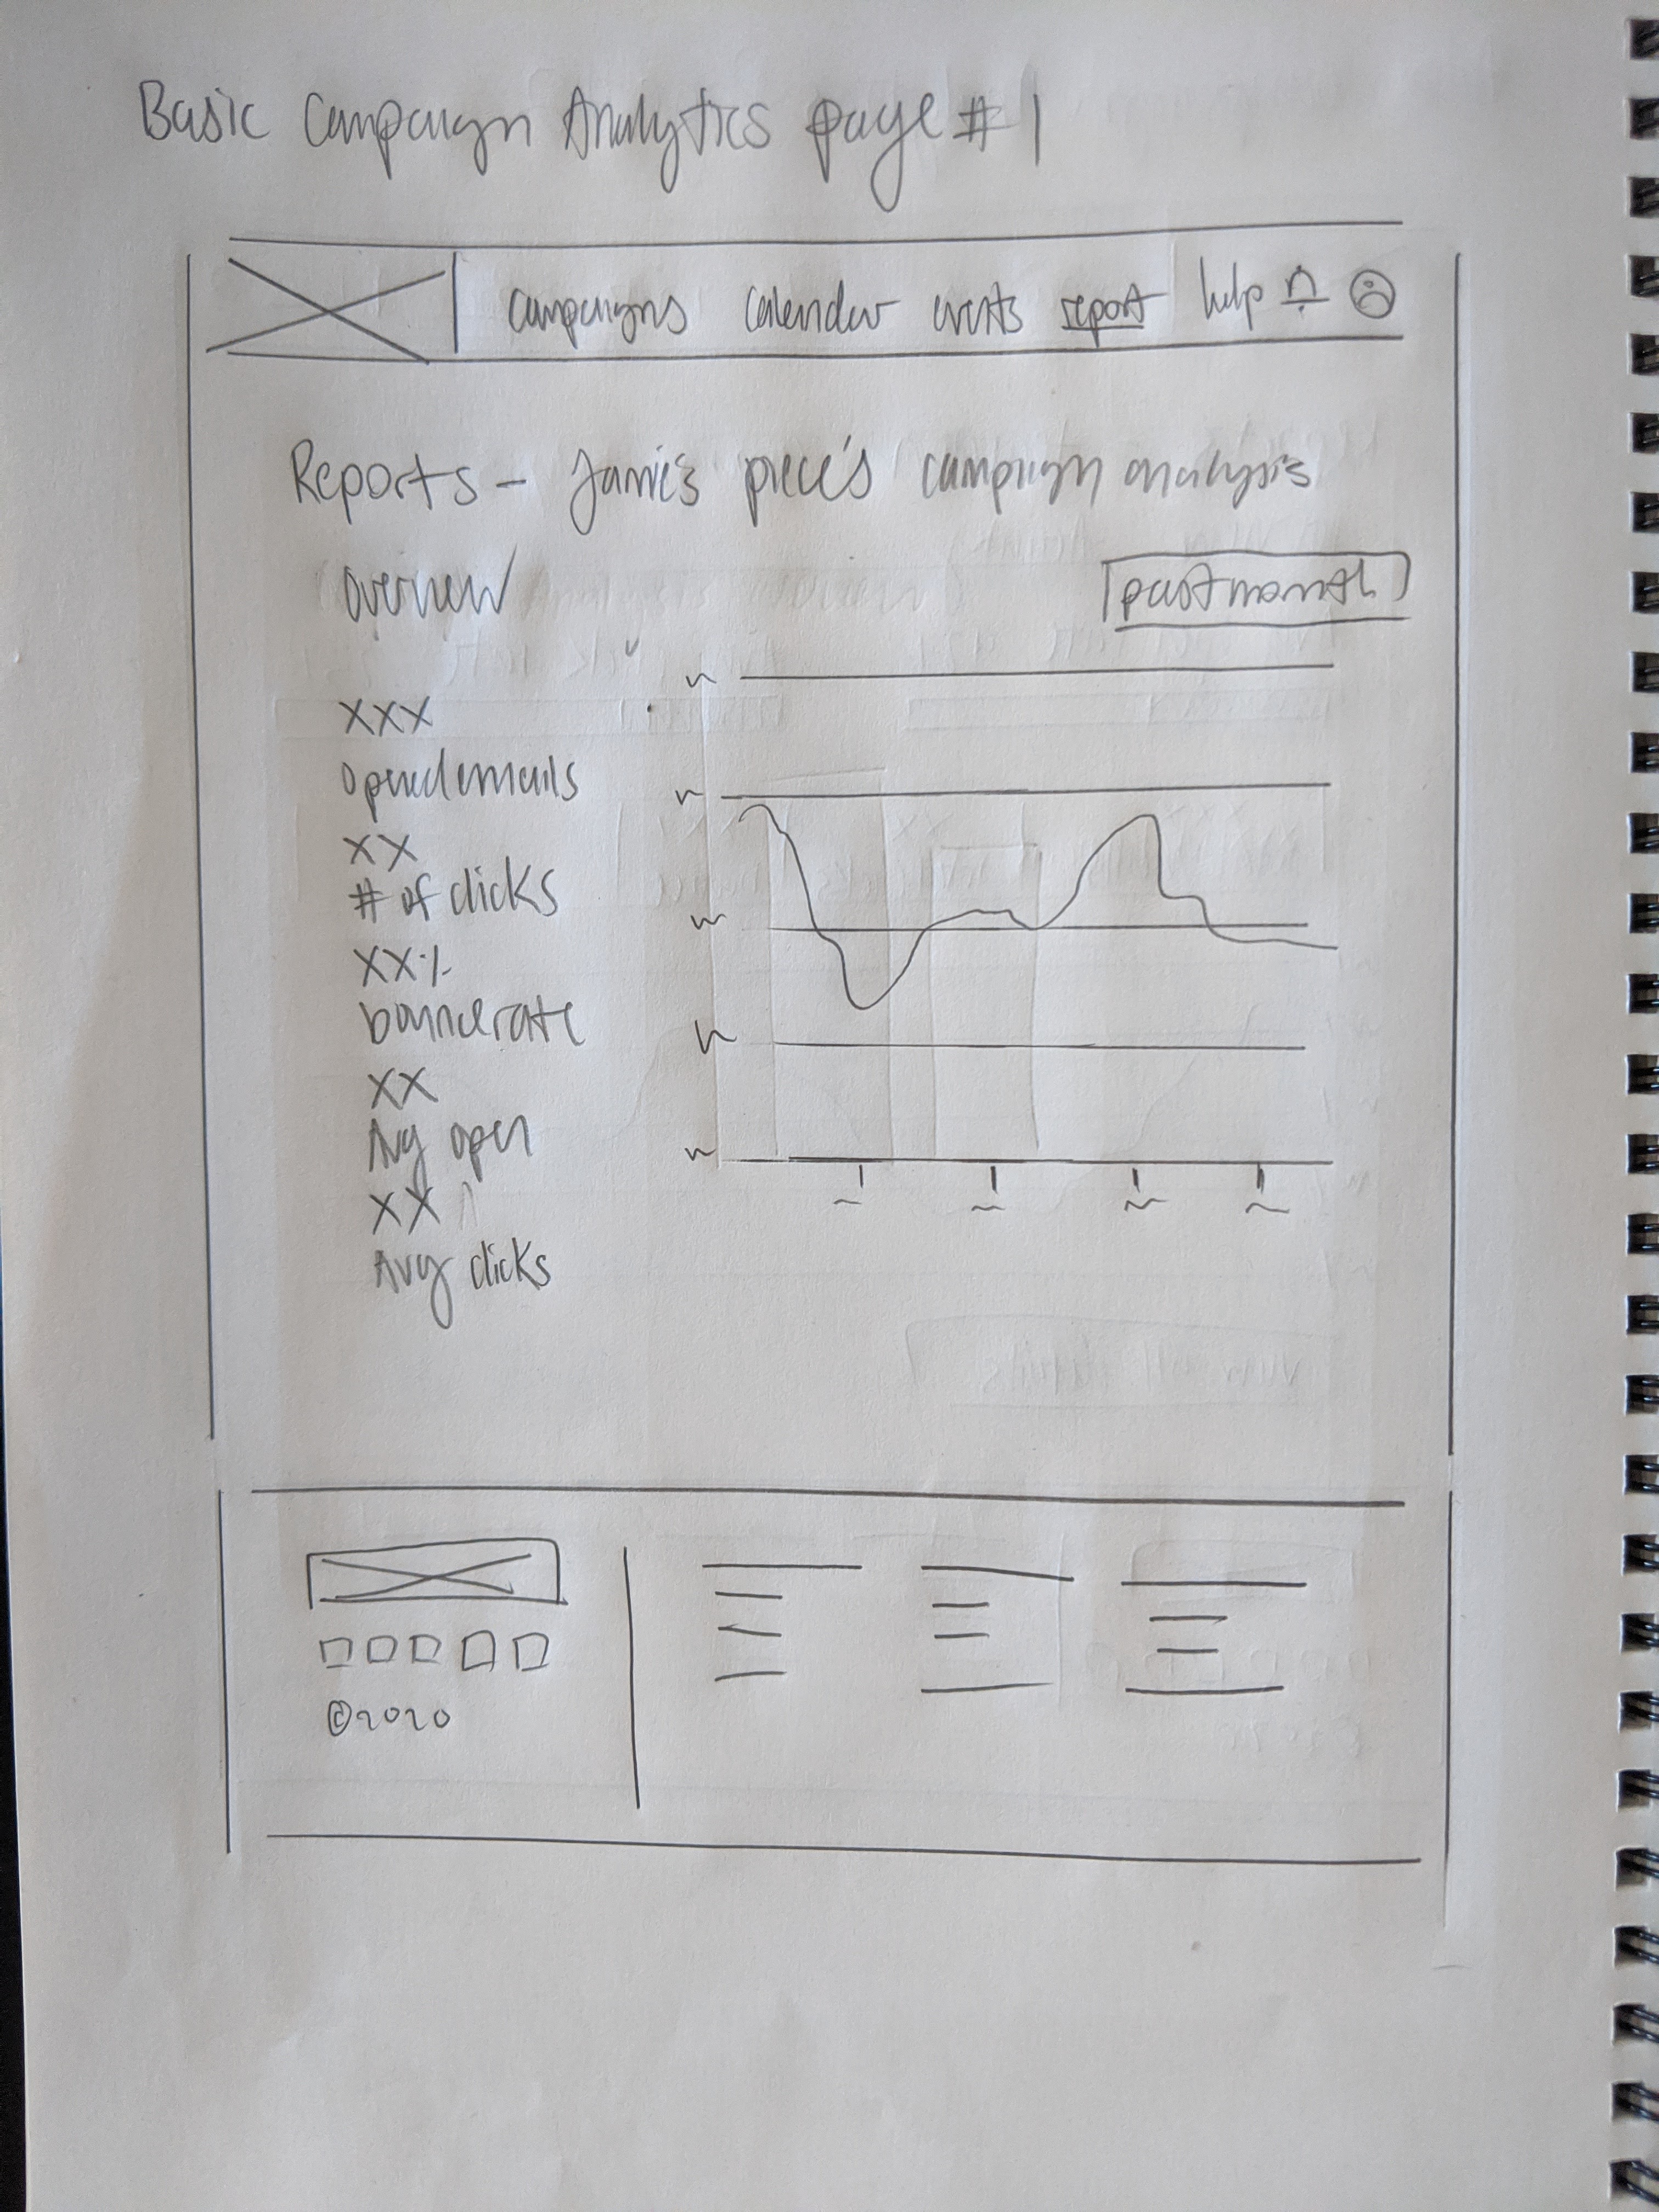 Basic Campaign Analytics page #1
campaigns calender events report help
Reports - Jamie's piece's campaign analysis
overview
past month
XXX
opened emails
XX
# of clicks
XX%
bounce rate
XX
Avg open
XX
Avg clicks
©2020